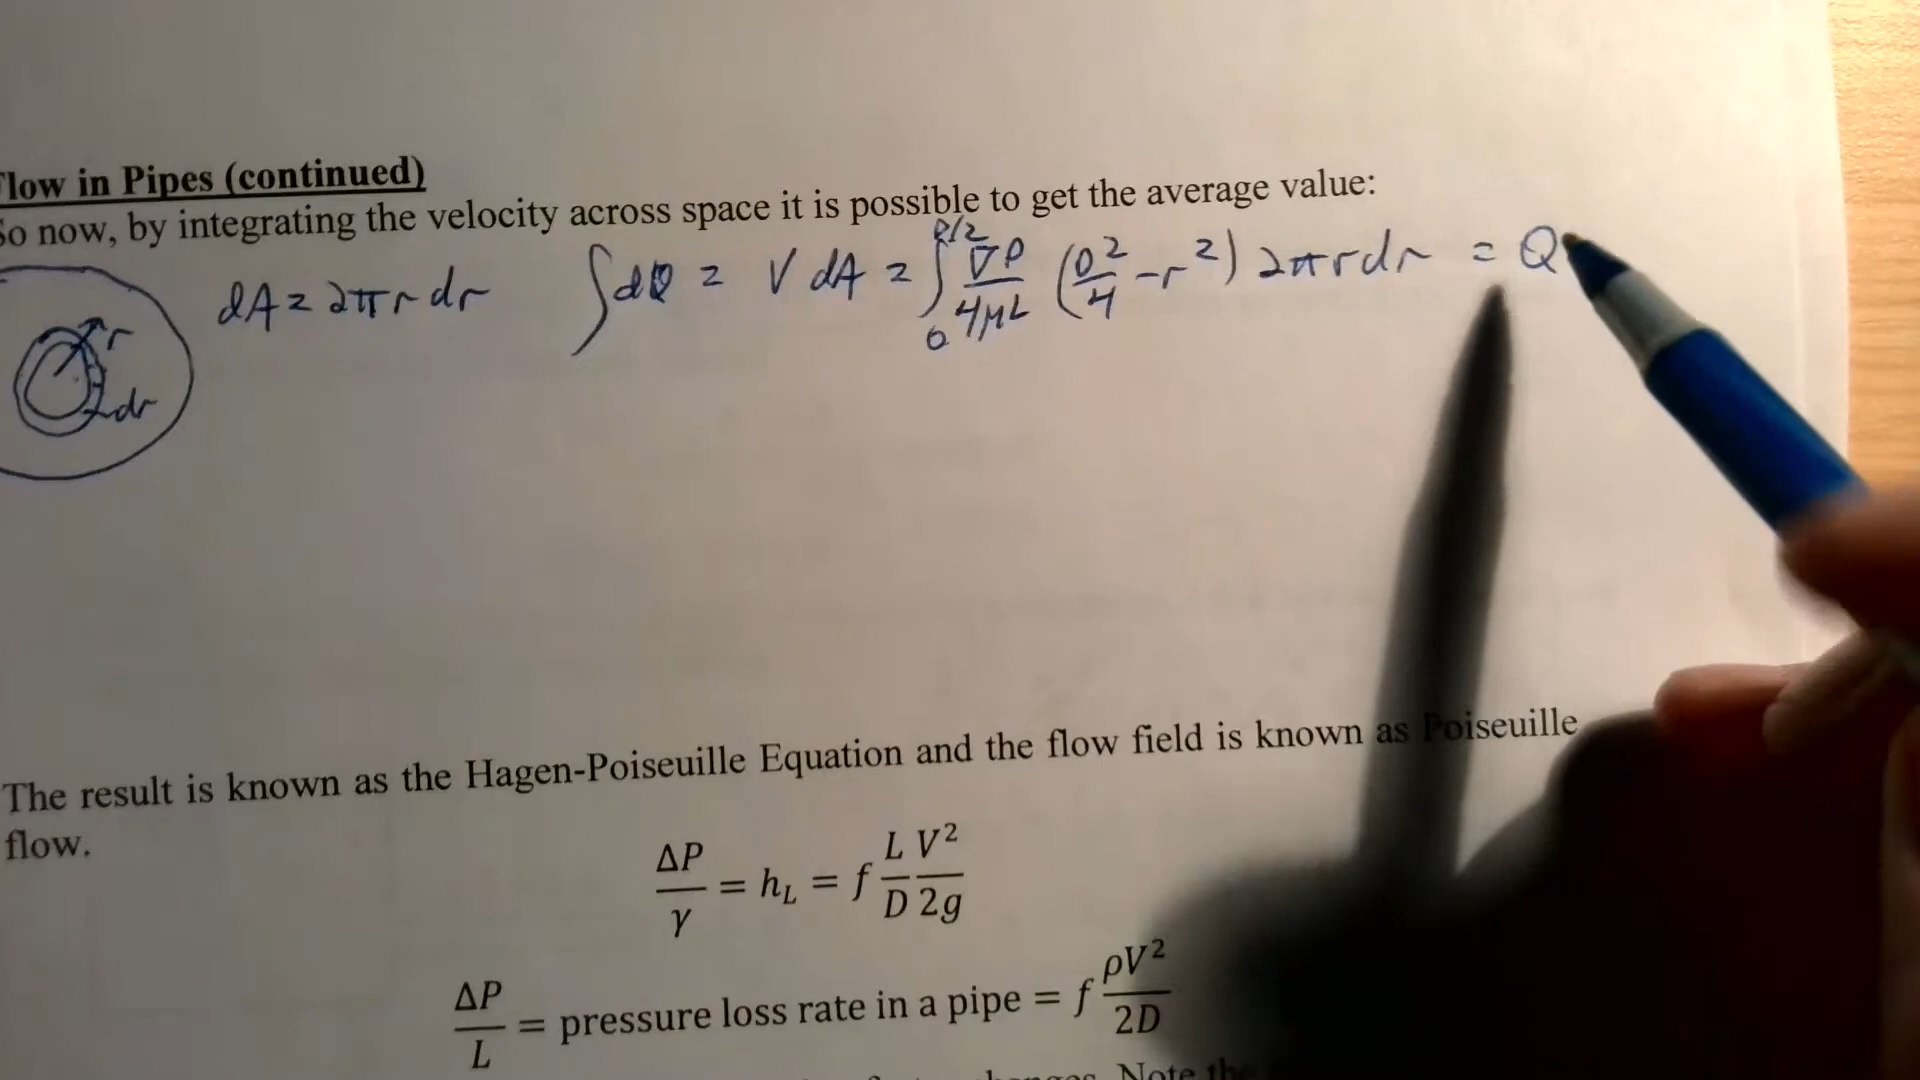 low in Pipes (continued)
So now, by integrating the velocity across space it is possible to get the average value:
dA = 2πr dr ∫dQ = V dA = ∫₀^{D/2} ∇P/4μL (D²/4 - r²) 2πr dr = Q
r
dr
The result is known as the Hagen-Poiseuille Equation and the flow field is known as Poiseuille
flow.
ΔP/γ = h_L = f L/D V²/2g
ΔP/L = pressure loss rate in a pipe = f ρV²/2D
Note the